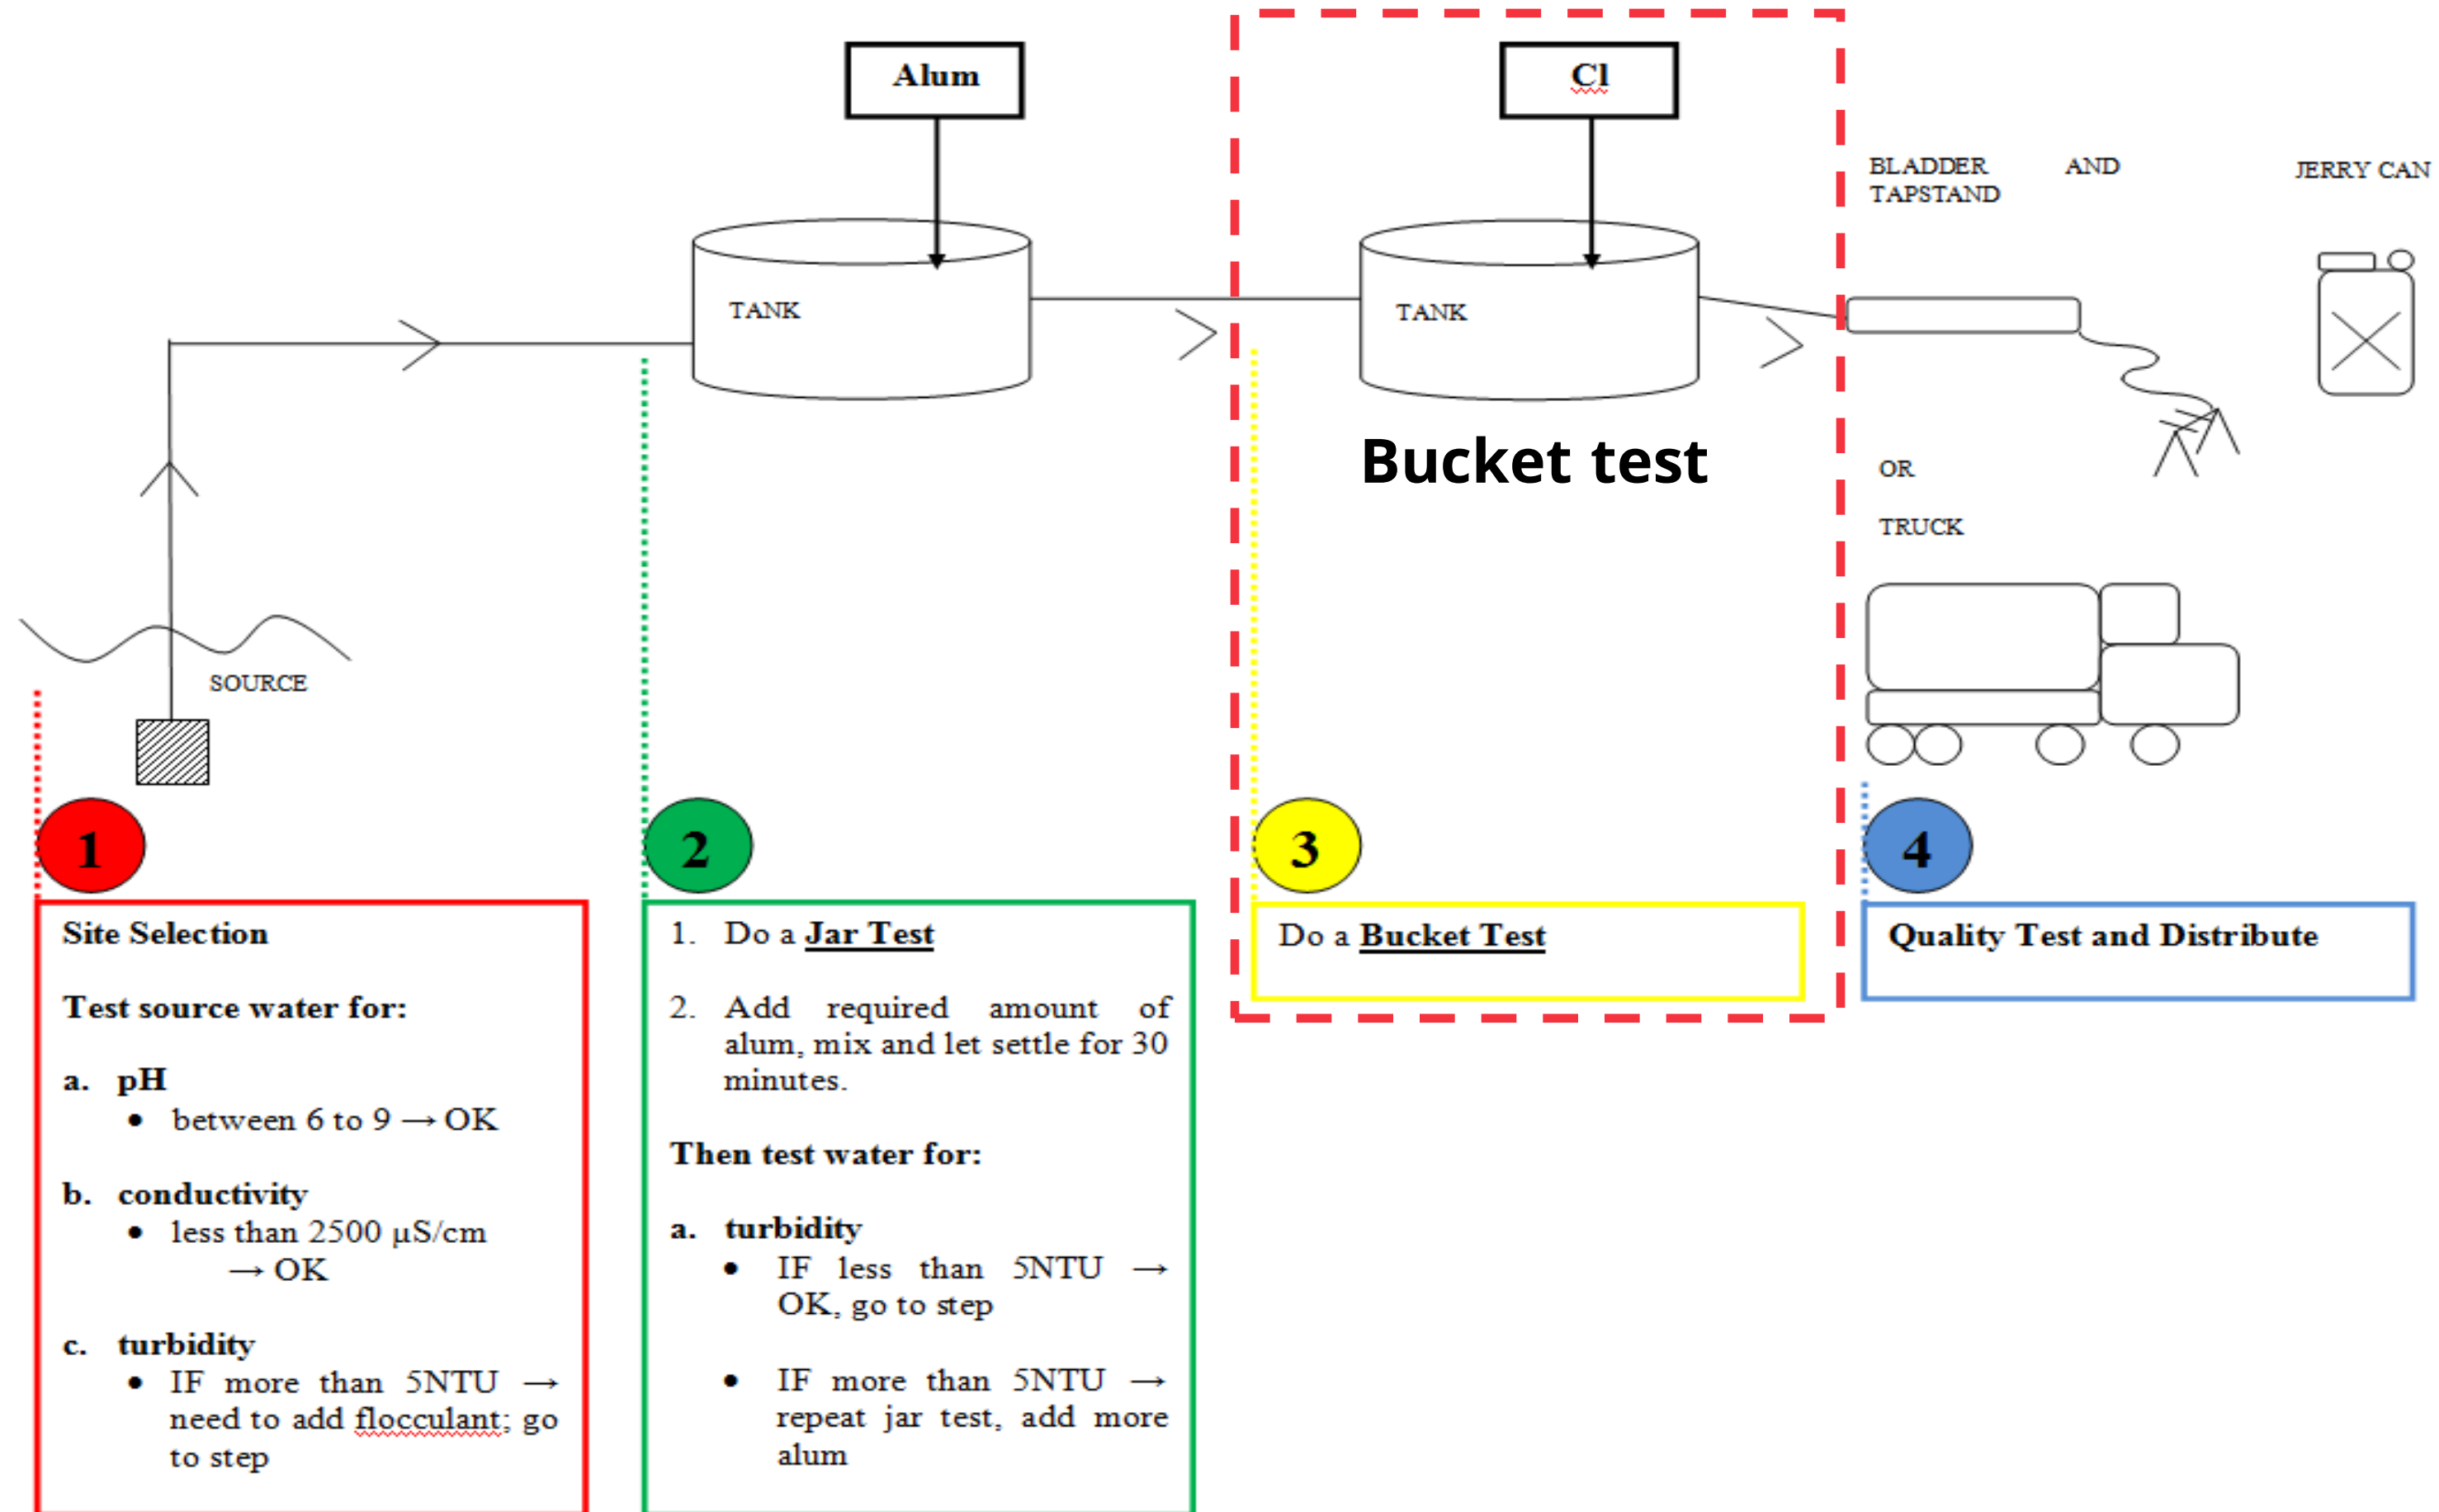 Alum
Cl
BLADDER AND
TAPSTAND
JERRY CAN
TANK
TANK
Bucket test
OR
TRUCK
SOURCE
1
2
3
4
Site Selection
Test source water for:
a. pH
• between 6 to 9 → OK
b. conductivity
• less than 2500 µS/cm
→ OK
c. turbidity
• IF more than 5NTU →
need to add flocculant; go
to step
1. Do a Jar Test
2. Add required amount of
alum, mix and let settle for 30
minutes.
Then test water for:
a. turbidity
• IF less than 5NTU →
OK, go to step
• IF more than 5NTU →
repeat jar test, add more
alum
Do a Bucket Test
Quality Test and Distribute